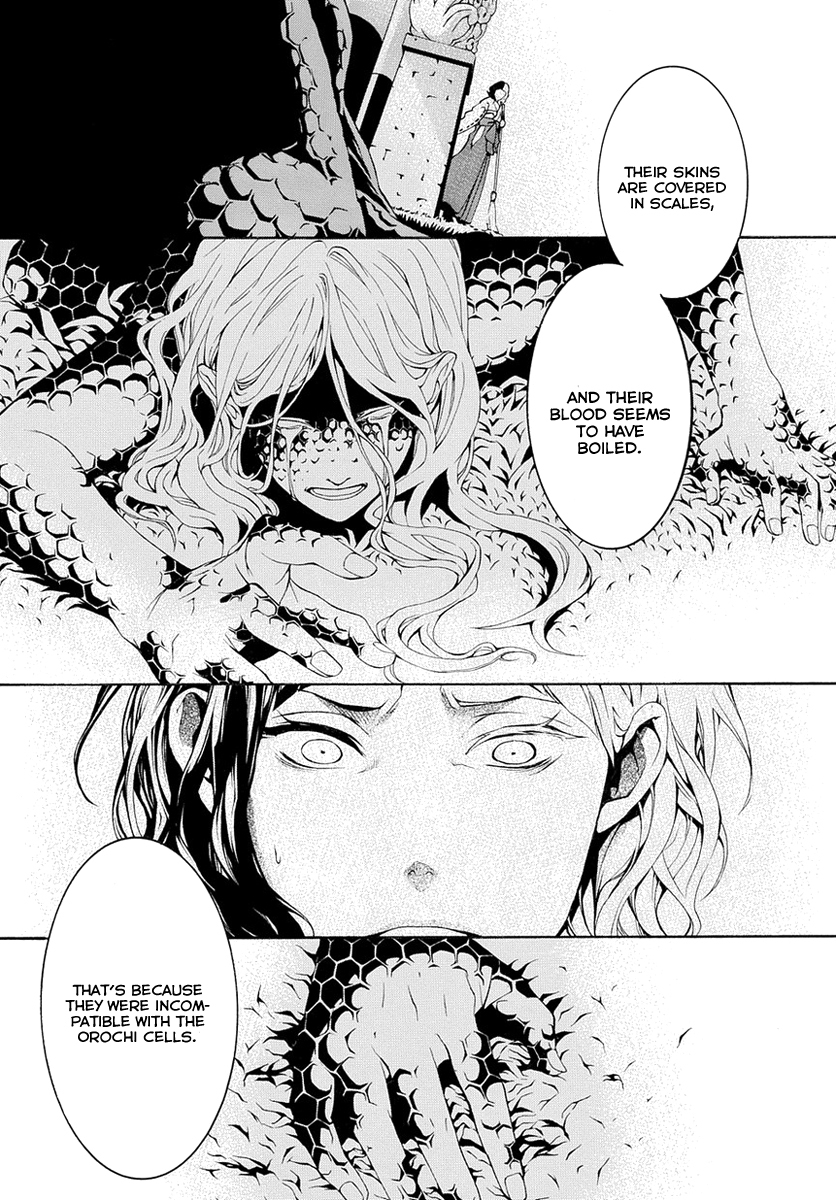 THEIR SKINS
ARE COVERED
IN SCALES,
AND THEIR
BLOOD SEEMS
TO HAVE
BOILED.
THAT'S BECAUSE
THEY WERE INCOM-
PATIBLE WITH THE
OROCHI CELLS.